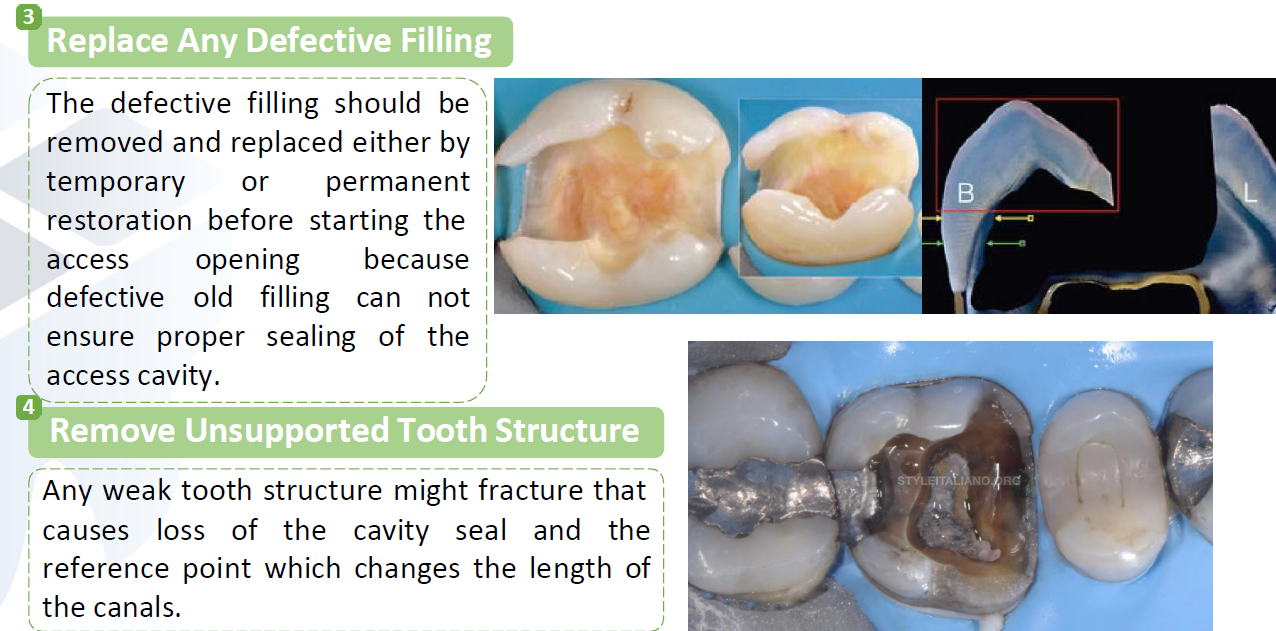 3
Replace Any Defective Filling
The defective filling should be
removed and replaced either by
temporary or permanent
restoration before starting the
access opening because
defective old filling can not
ensure proper sealing of the
access cavity.
B
L
4
Remove Unsupported Tooth Structure
Any weak tooth structure might fracture that
causes loss of the cavity seal and the
reference point which changes the length of
the canals.
STYLEITALIANO.ORG